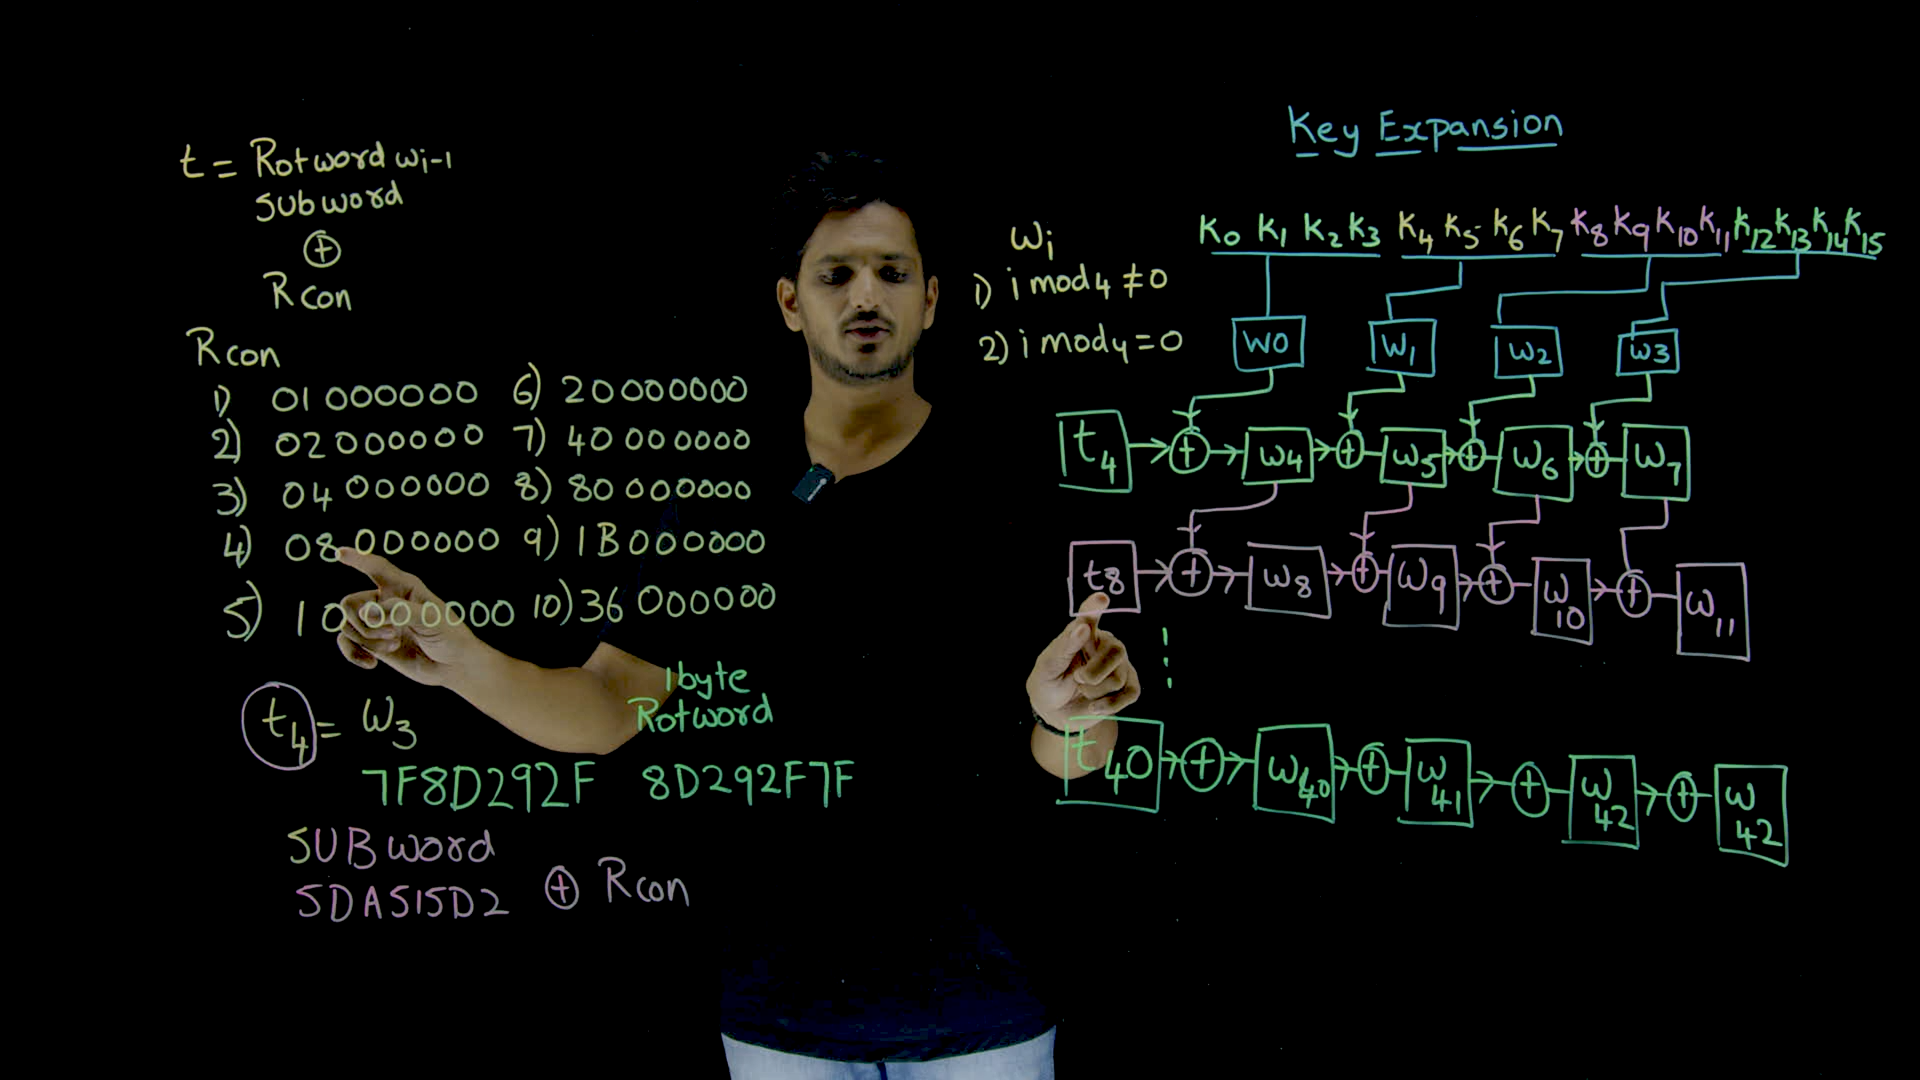 t = Rotword wi-1
Subword
⊕
Rcon
Rcon
1) 01000000 6) 20000000
2) 02000000 7) 40000000
3) 04000000 8) 80000000
4) 08000000 9) 1B000000
5) 10000000 10) 36000000
t4 = W3
1byte
Rotword
7F8D292F 8D292F7F
SUBword
5DA515D2 ⊕ Rcon
Wi
1) i mod4 ≠ 0
2) i mod4 = 0
Key Expansion
K0 K1 K2 K3 K4 K5 K6 K7 K8 K9 K10 K11 K12 K13 K14 K15
W0 W1 W2 W3
t4 ⊕ W4 ⊕ W5 ⊕ W6 ⊕ W7
t8 ⊕ W8 ⊕ W9 ⊕ W10 ⊕ W11
t40 ⊕ W40 ⊕ W41 ⊕ W42 ⊕ W42